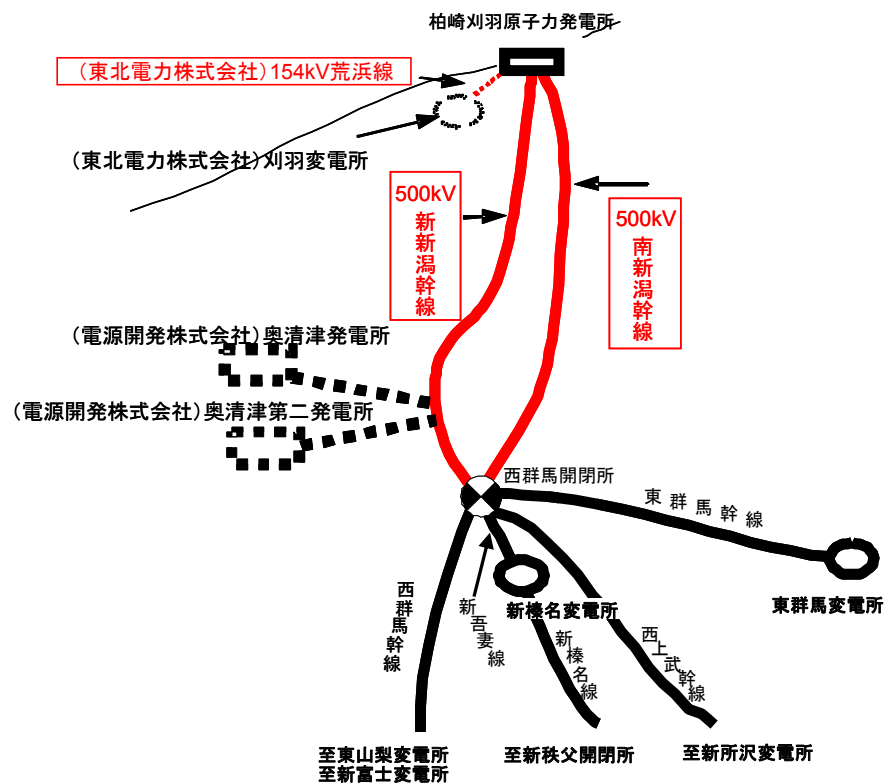 柏崎刈羽原子力発電所
（東北電力株式会社）154kV荒浜線
（東北電力株式会社）刈羽変電所
500kV
新新潟幹線
500kV
南新潟幹線
（電源開発株式会社）奥清津発電所
（電源開発株式会社）奥清津第二発電所
西群馬開閉所
東群馬幹線
東群馬変電所
西群馬幹線
新吾妻線
新榛名変電所
新榛名線
西上武幹線
至東山梨変電所
至新富士変電所
至新秩父開閉所
至新所沢変電所